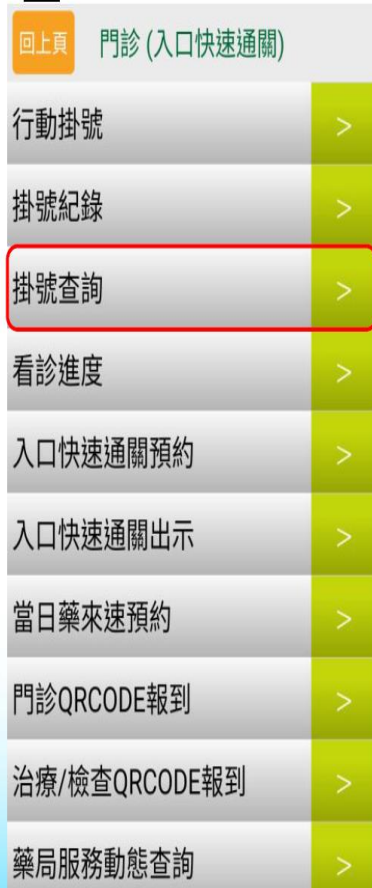 回上頁 門診 (入口快速通關)
行動掛號 >
掛號紀錄 >
掛號查詢 >
看診進度 >
入口快速通關預約 >
入口快速通關出示 >
當日藥來速預約 >
門診QRCODE報到 >
治療/檢查QRCODE報到 >
藥局服務動態查詢 >